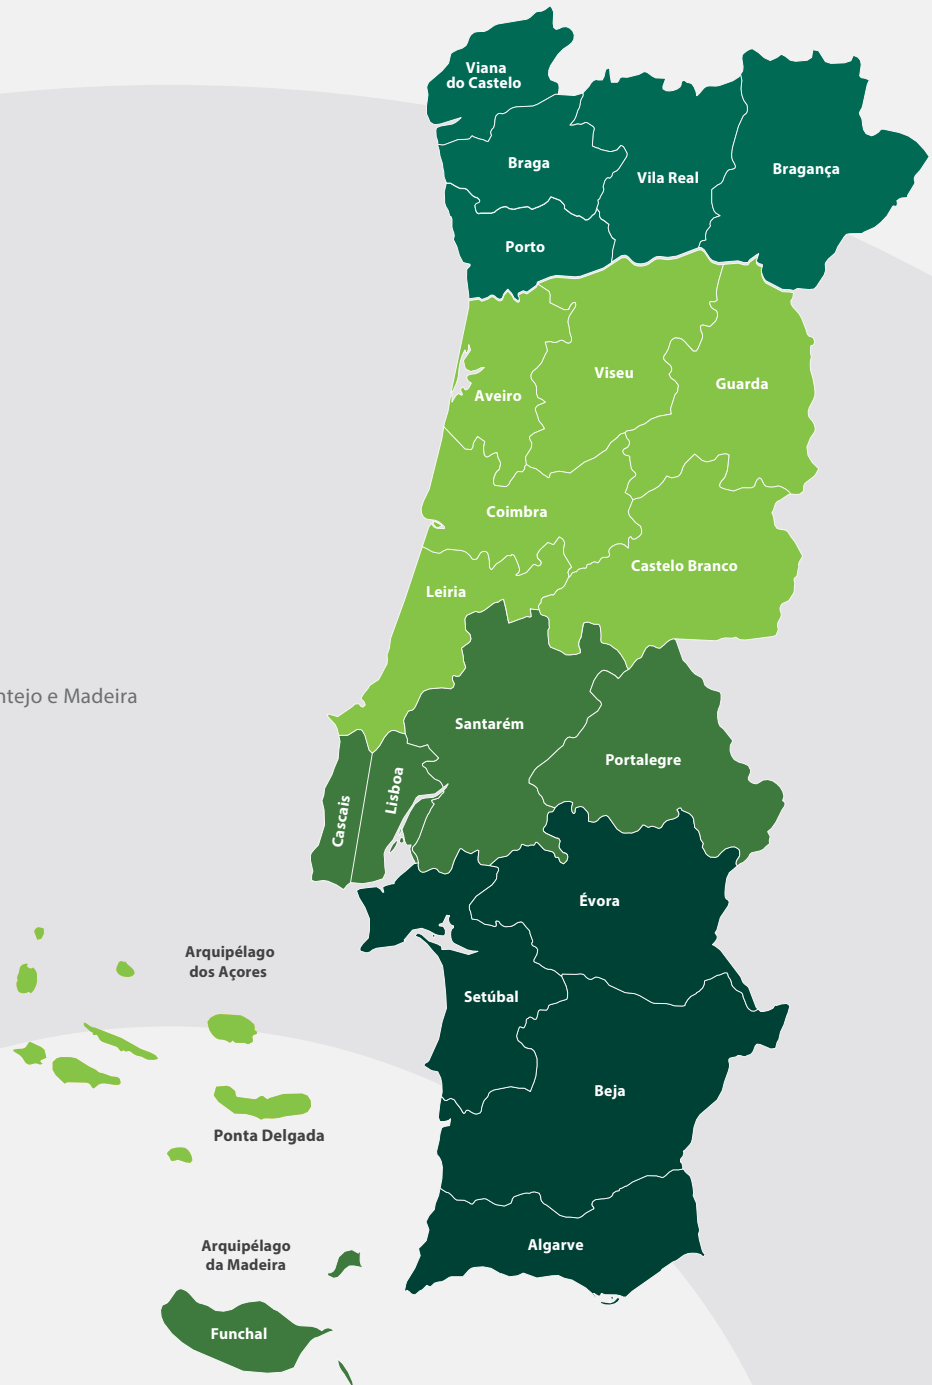 Viana
do Castelo
Braga
Vila Real
Bragança
Porto
Viseu
Guarda
Aveiro
Coimbra
Castelo Branco
Leiria
ntejo e Madeira
Santarém
Portalegre
Lisboa
Cascais
Évora
Arquipélago
dos Açores
Setúbal
Beja
Ponta Delgada
Arquipélago
da Madeira
Algarve
Funchal